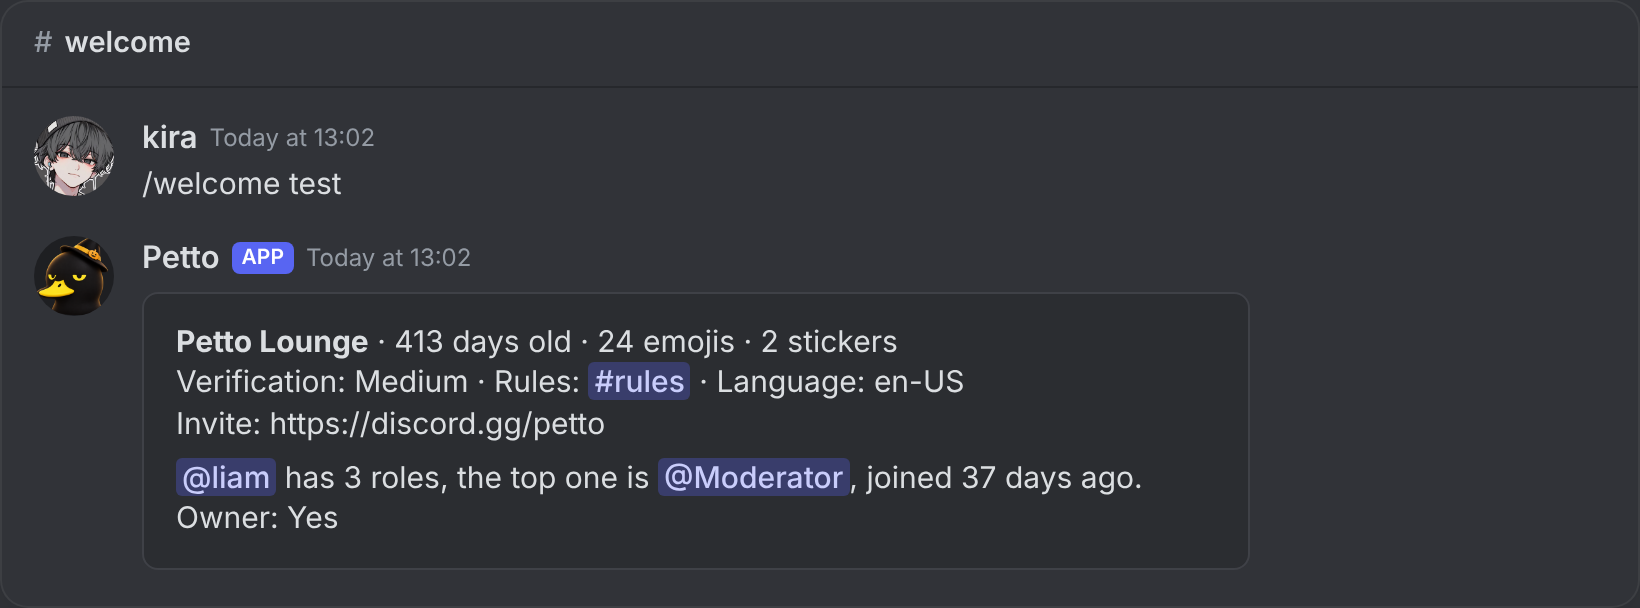 # welcome
kira Today at 13:02
/welcome test
Petto APP Today at 13:02
Petto Lounge · 413 days old · 24 emojis · 2 stickers
Verification: Medium · Rules: #rules · Language: en-US
Invite: https://discord.gg/petto
@liam has 3 roles, the top one is @Moderator, joined 37 days ago.
Owner: Yes